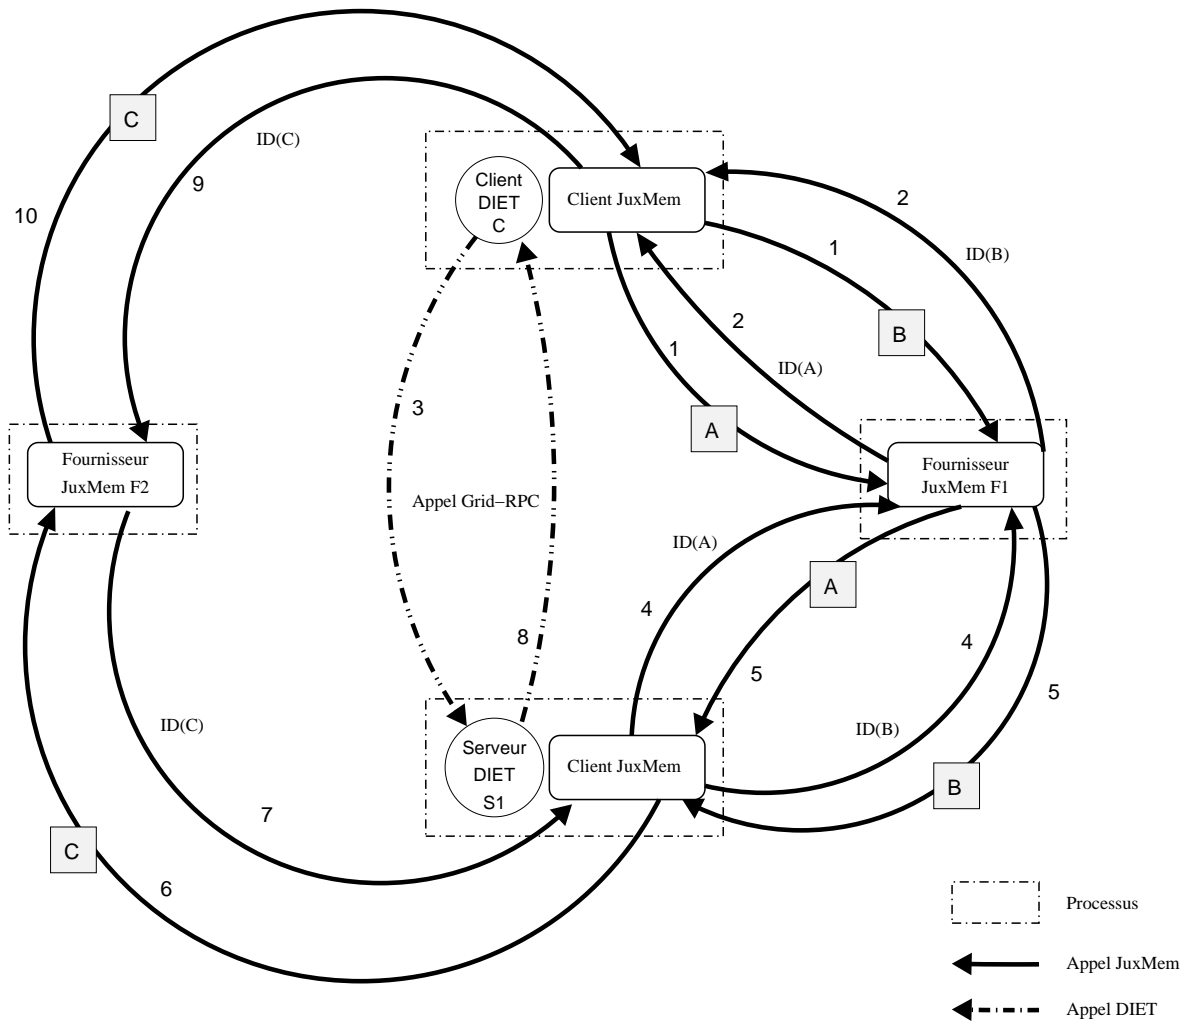 C
ID(C)
9
10
Client
DIET
C
Client JuxMem
2
1
ID(B)
B
2
1
ID(A)
3
A
Fournisseur
JuxMem F2
Appel Grid−RPC
Fournisseur
JuxMem F1
ID(A)
A
4
8
4
5
5
ID(C)
ID(B)
Serveur
DIET
S1
Client JuxMem
B
7
C
6
Processus
Appel JuxMem
Appel DIET